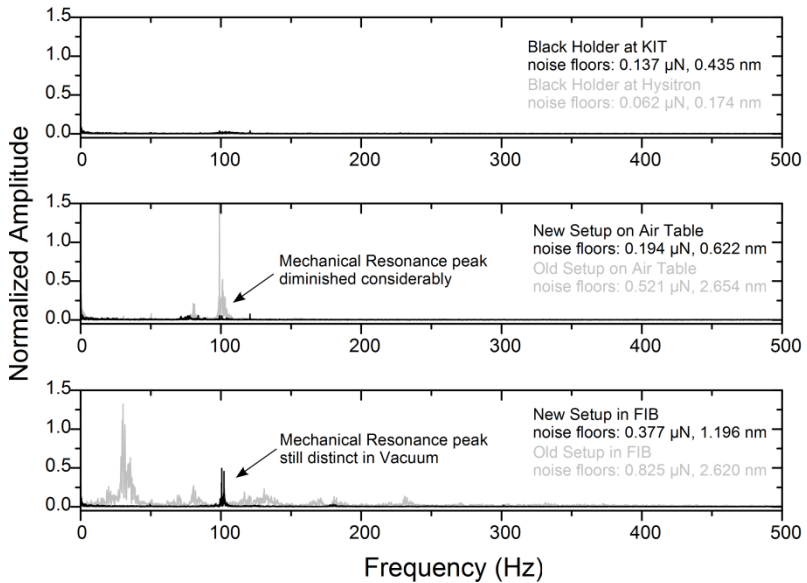 Normalized Amplitude
1.5
1.0
0.5
0.0
0
100
200
300
400
500
Black Holder at KIT
noise floors: 0.137 µN, 0.435 nm
Black Holder at Hysitron
noise floors: 0.062 µN, 0.174 nm
1.5
1.0
0.5
0.0
0
100
200
300
400
500
Mechanical Resonance peak
diminished considerably
New Setup on Air Table
noise floors: 0.194 µN, 0.622 nm
Old Setup on Air Table
noise floors: 0.521 µN, 2.654 nm
1.5
1.0
0.5
0.0
0
100
200
300
400
500
Mechanical Resonance peak
still distinct in Vacuum
New Setup in FIB
noise floors: 0.377 µN, 1.196 nm
Old Setup in FIB
noise floors: 0.825 µN, 2.620 nm
Frequency (Hz)